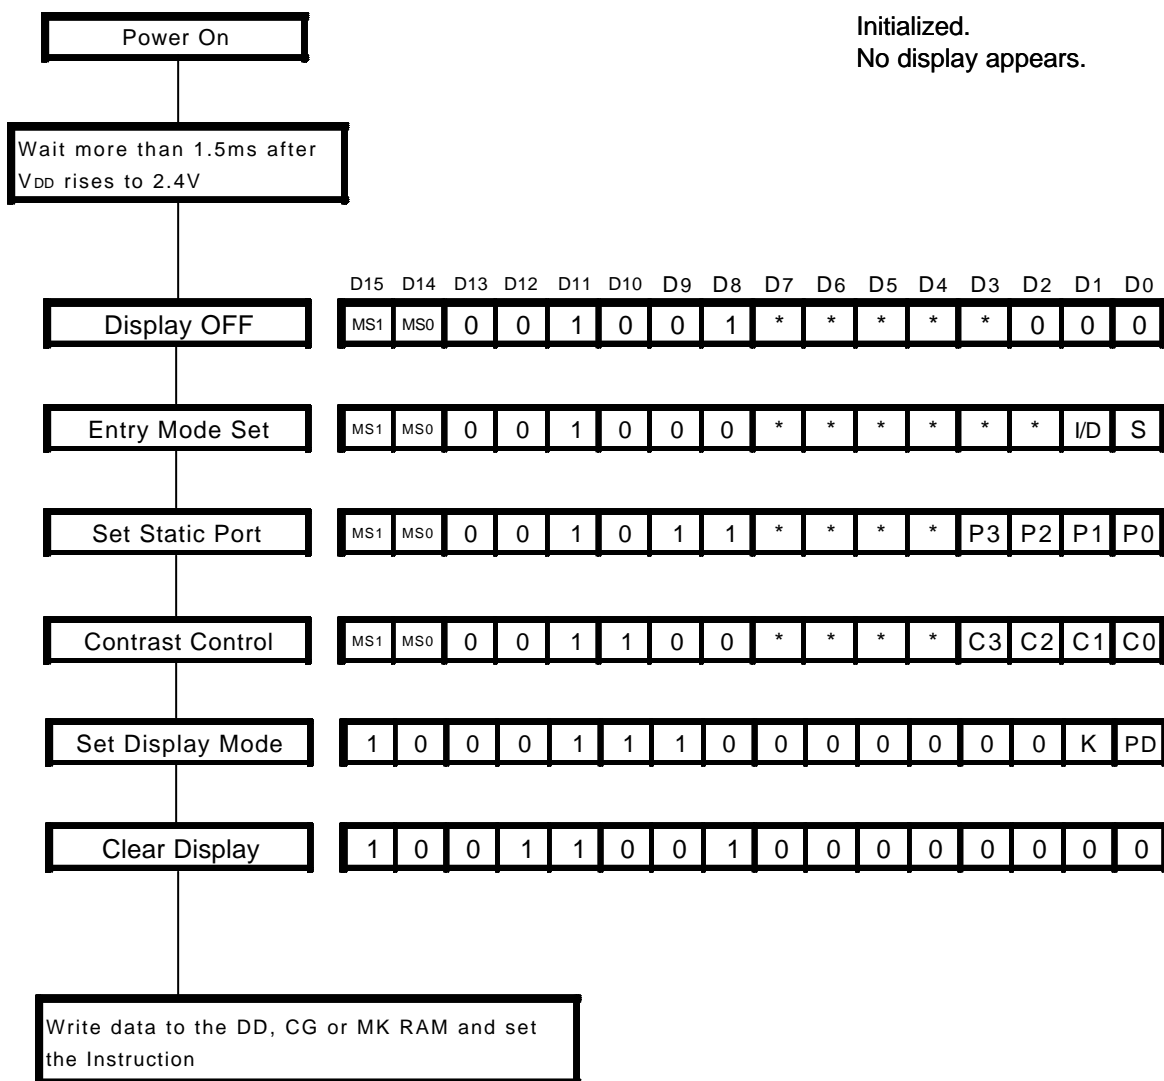 Power On
Initialized.
No display appears.
Wait more than 1.5ms after
VDD rises to 2.4V
D15 D14 D13 D12 D11 D10 D9 D8 D7 D6 D5 D4 D3 D2 D1 D0
Display OFF MS1 MS0 0 0 1 0 0 1 * * * * * 0 0 0
Entry Mode Set MS1 MS0 0 0 1 0 0 0 * * * * * * I/D S
Set Static Port MS1 MS0 0 0 1 0 1 1 * * * * P3 P2 P1 P0
Contrast Control MS1 MS0 0 0 1 1 0 0 * * * * C3 C2 C1 C0
Set Display Mode 1 0 0 0 1 1 1 0 0 0 0 0 0 0 K PD
Clear Display 1 0 0 1 1 0 0 1 0 0 0 0 0 0 0 0
Write data to the DD, CG or MK RAM and set
the Instruction